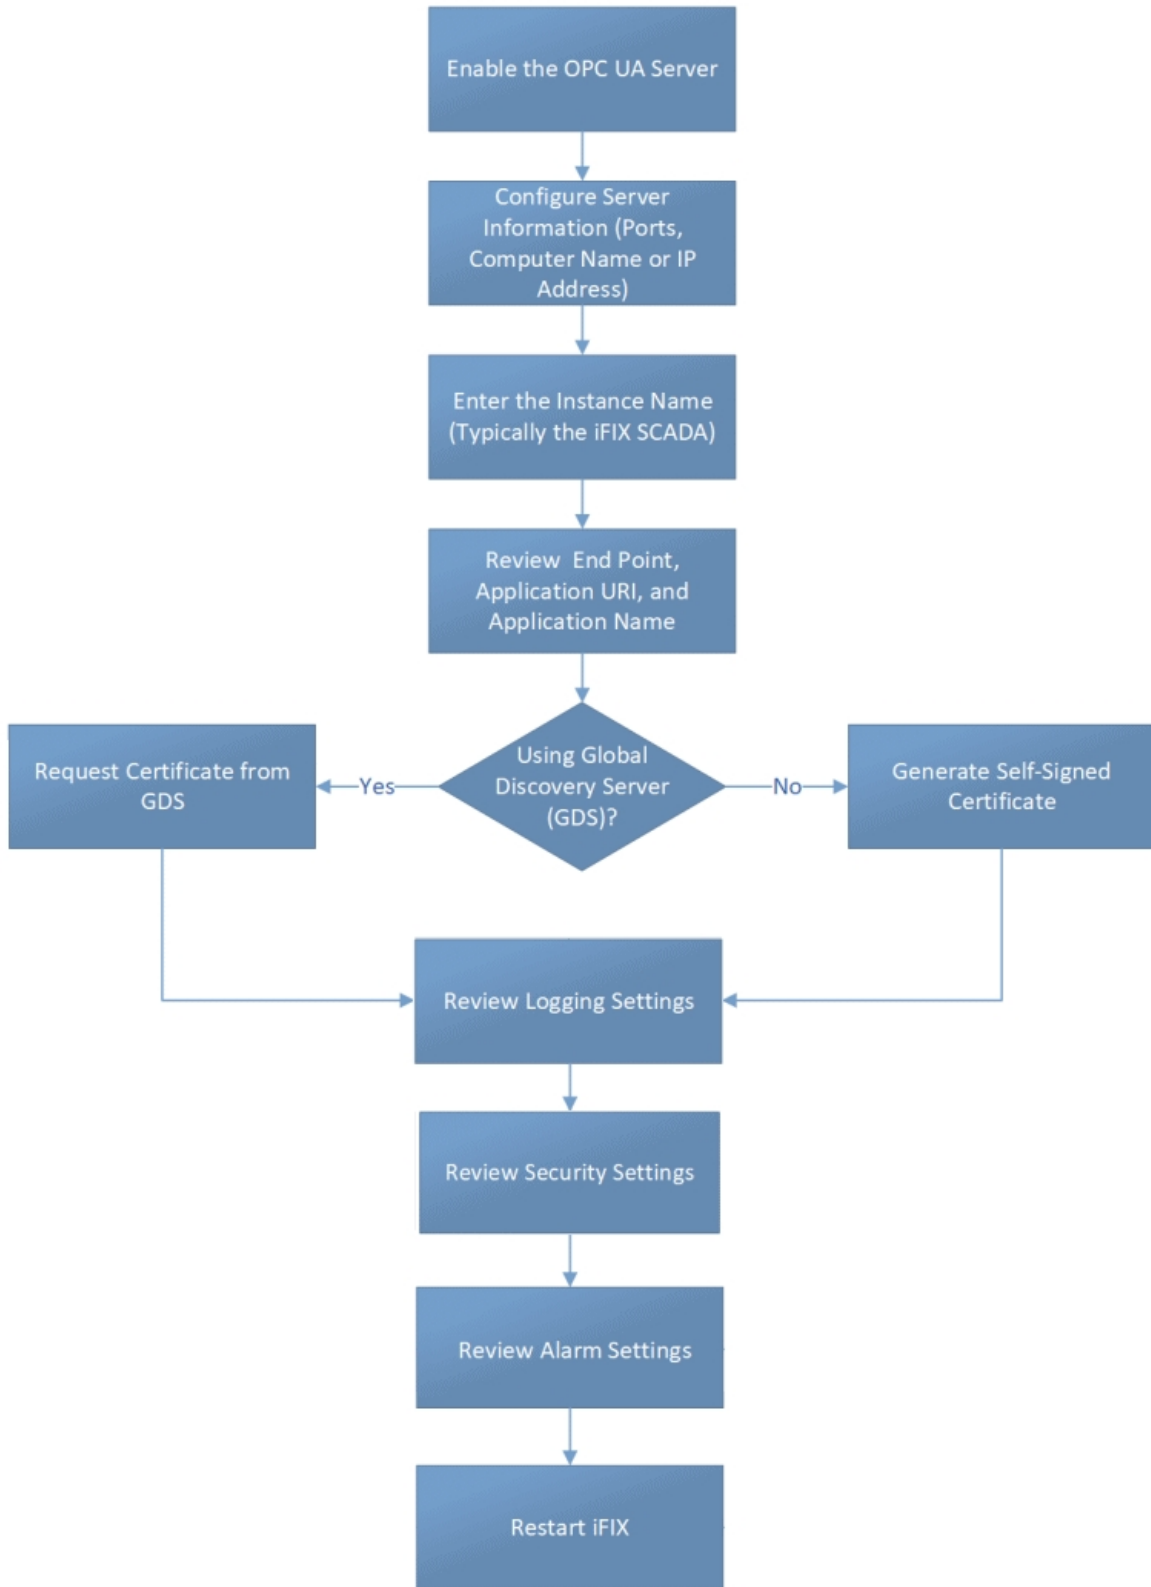 Enable the OPC UA Server
Configure Server
Information (Ports,
Computer Name or IP
Address)
Enter the Instance Name
(Typically the iFIX SCADA)
Review End Point,
Application URI, and
Application Name
Using Global
Discovery Server
(GDS)?
Yes
No
Request Certificate from
GDS
Generate Self-Signed
Certificate
Review Logging Settings
Review Security Settings
Review Alarm Settings
Restart iFIX